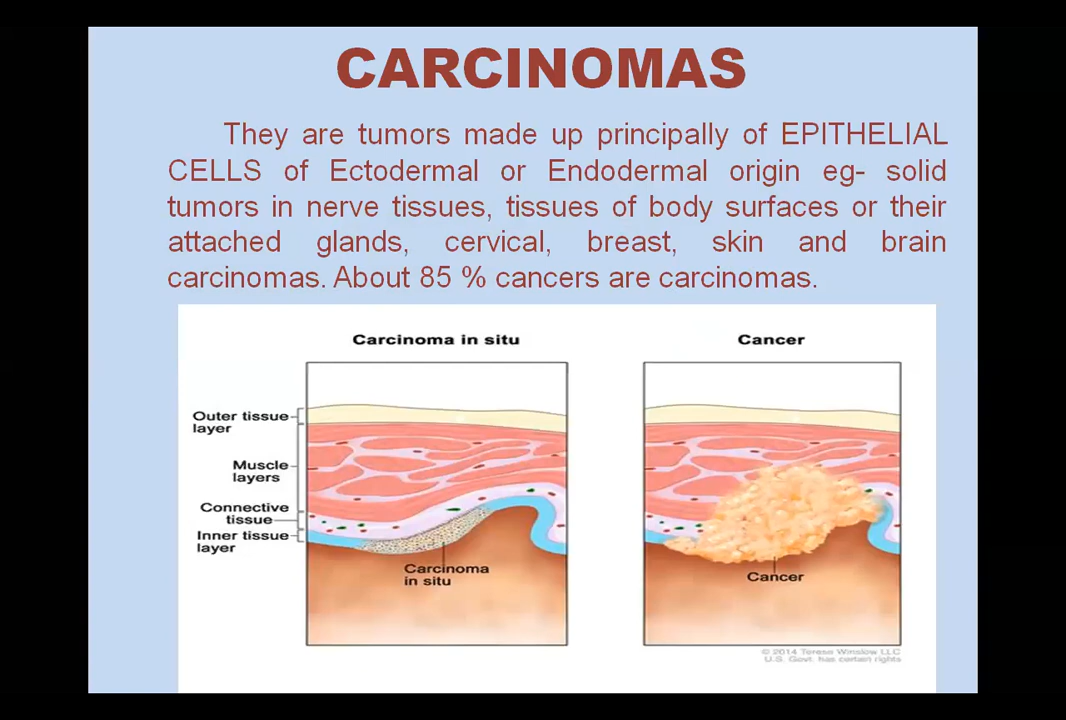 CARCINOMAS
They are tumors made up principally of EPITHELIAL
CELLS of Ectodermal or Endodermal origin eg- solid
tumors in nerve tissues, tissues of body surfaces or their
attached glands, cervical, breast, skin and brain
carcinomas. About 85 % cancers are carcinomas.
Carcinoma in situ
Outer tissue
layer
Muscle
layers
Connective
tissue
Inner tissue
layer
Carcinoma
in situ
Cancer
Cancer
© 2014 Terese Winslow LLC
U.S. Govt. has certain rights